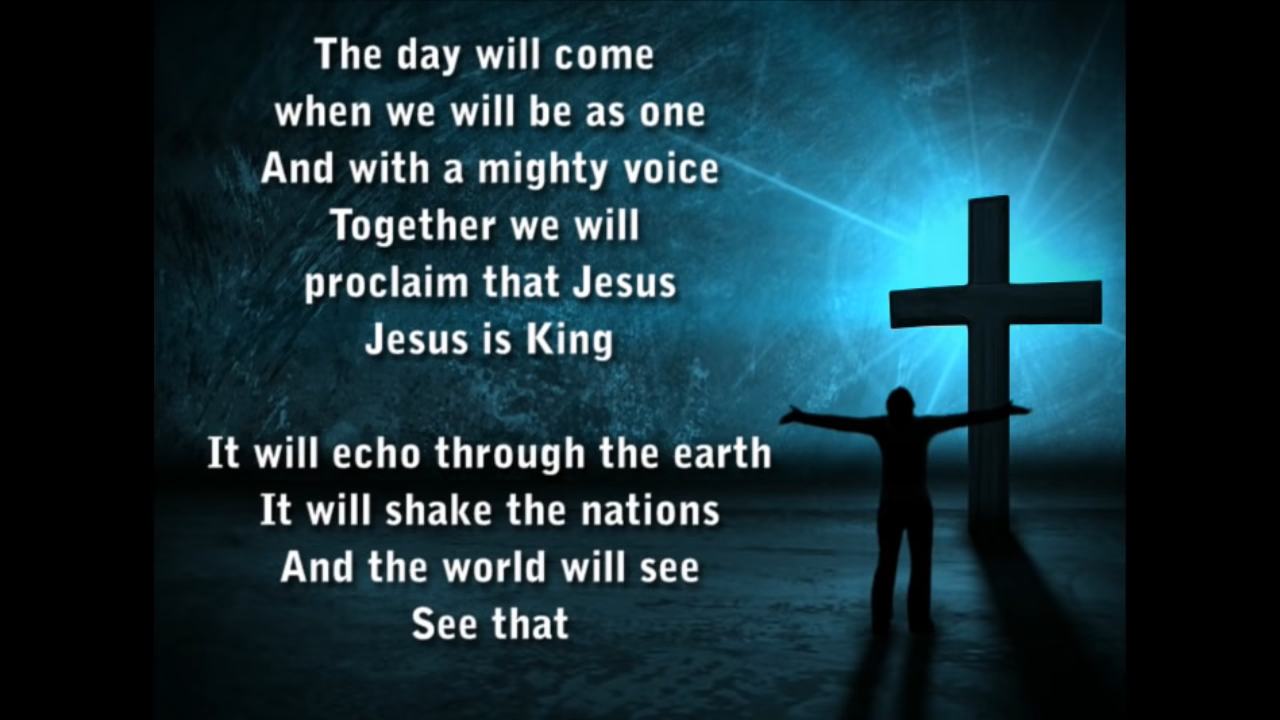 The day will come
when we will be as one
And with a mighty voice
Together we will
proclaim that Jesus
Jesus is King
It will echo through the earth
It will shake the nations
And the world will see
See that